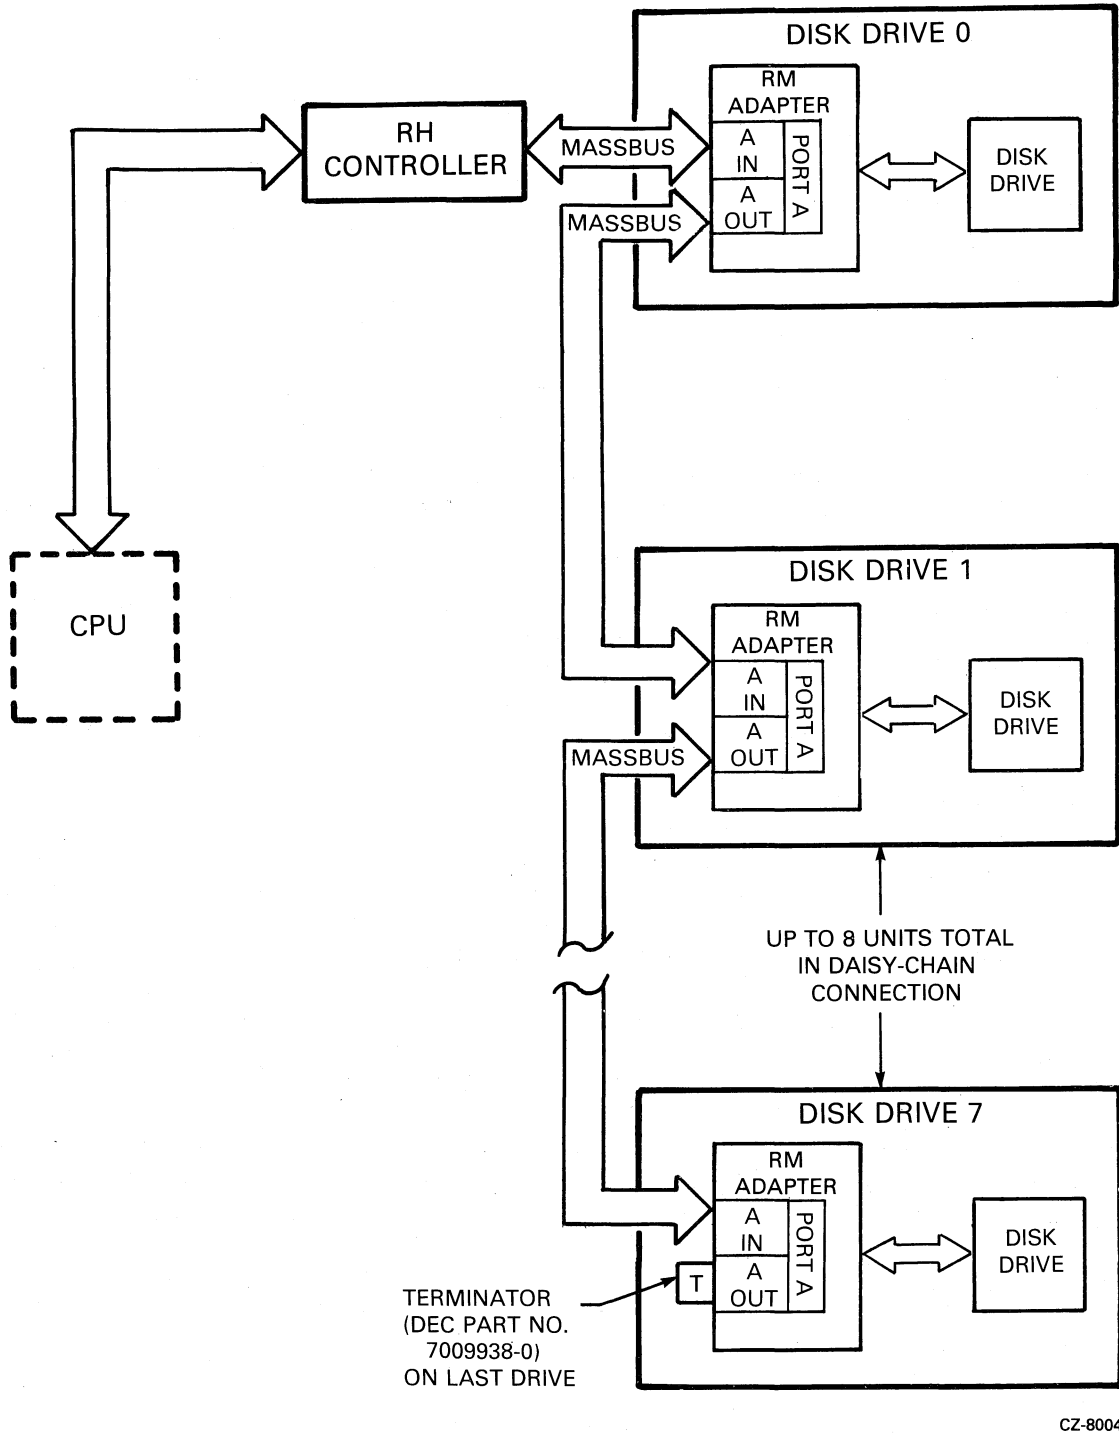 DISK DRIVE 0
RM
ADAPTER
A
IN
A
OUT
PORT A
DISK
DRIVE
RH
CONTROLLER
MASSBUS
MASSBUS
CPU
DISK DRIVE 1
RM
ADAPTER
A
IN
A
OUT
PORT A
DISK
DRIVE
MASSBUS
UP TO 8 UNITS TOTAL
IN DAISY-CHAIN
CONNECTION
DISK DRIVE 7
RM
ADAPTER
A
IN
A
OUT
PORT A
DISK
DRIVE
T
TERMINATOR
(DEC PART NO.
7009938-0)
ON LAST DRIVE
CZ-8004